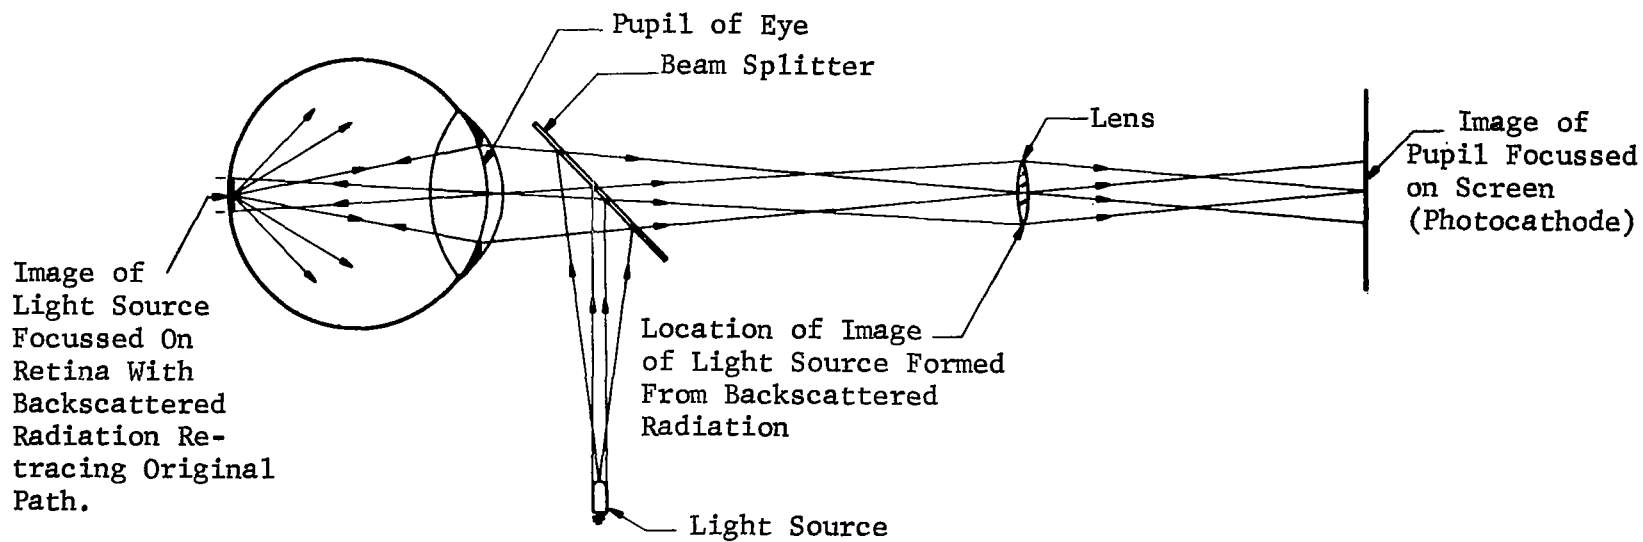 Pupil of Eye
Beam Splitter
Lens
Image of
Pupil Focussed
on Screen
(Photocathode)
Image of
Light Source
Focussed On
Retina With
Backscattered
Radiation Re-
tracing Original
Path.
Location of Image
of Light Source Formed
From Backscattered
Radiation
Light Source